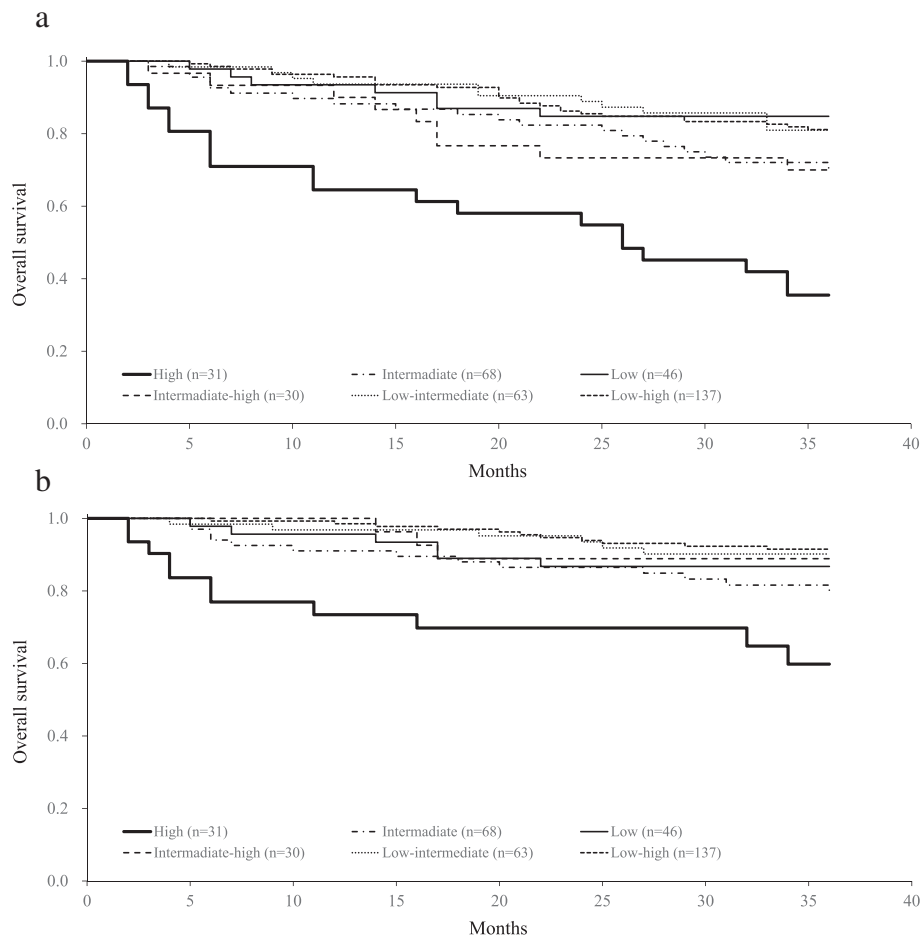 a
1.0
0.8
0.6
0.4
0.2
0.0
Overall survival
High (n=31) Intermadiate (n=68) Low (n=46)
Intermadiate-high (n=30) Low-intermediate (n=63) Low-high (n=137)
0 5 10 15 20 25 30 35 40
Months
b
1.0
0.8
0.6
0.4
0.2
0.0
Overall survival
High (n=31) Intermadiate (n=68) Low (n=46)
Intermadiate-high (n=30) Low-intermediate (n=63) Low-high (n=137)
0 5 10 15 20 25 30 35 40
Months